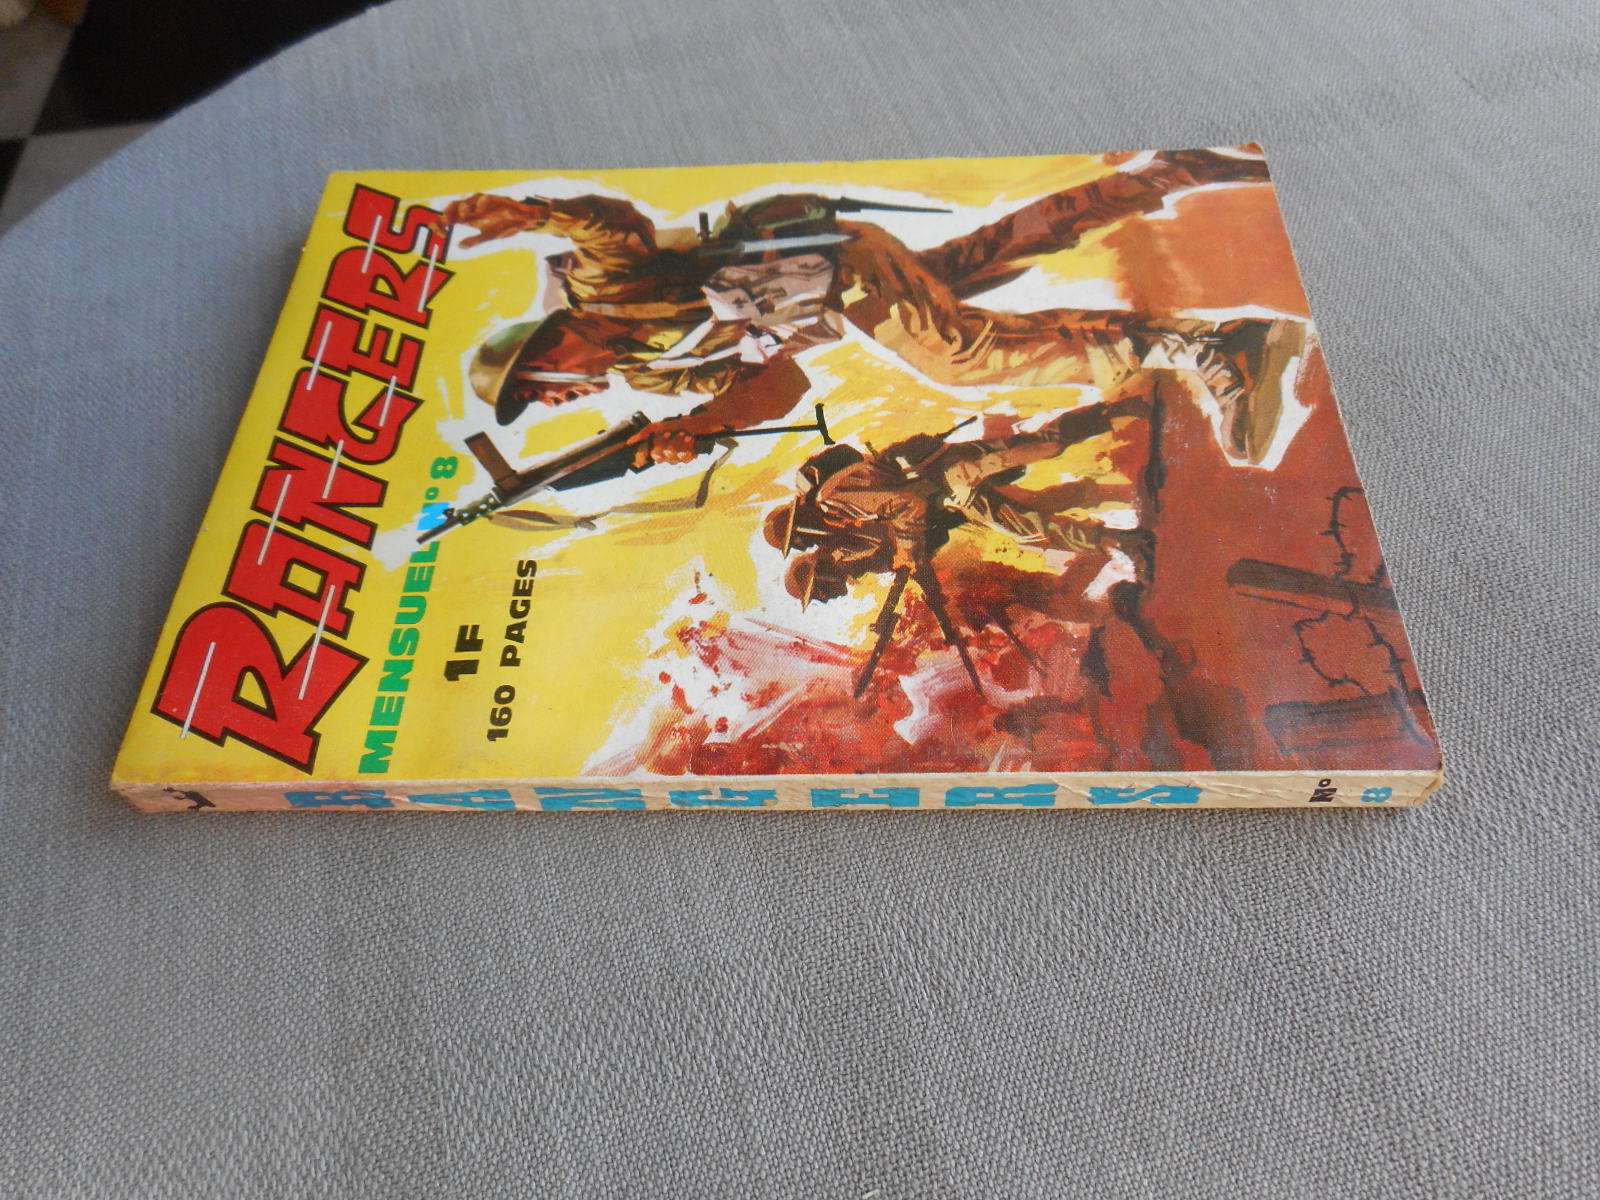 RANGERS
MENSUEL N° 8
1F
160 PAGES
RANGERS N° 8